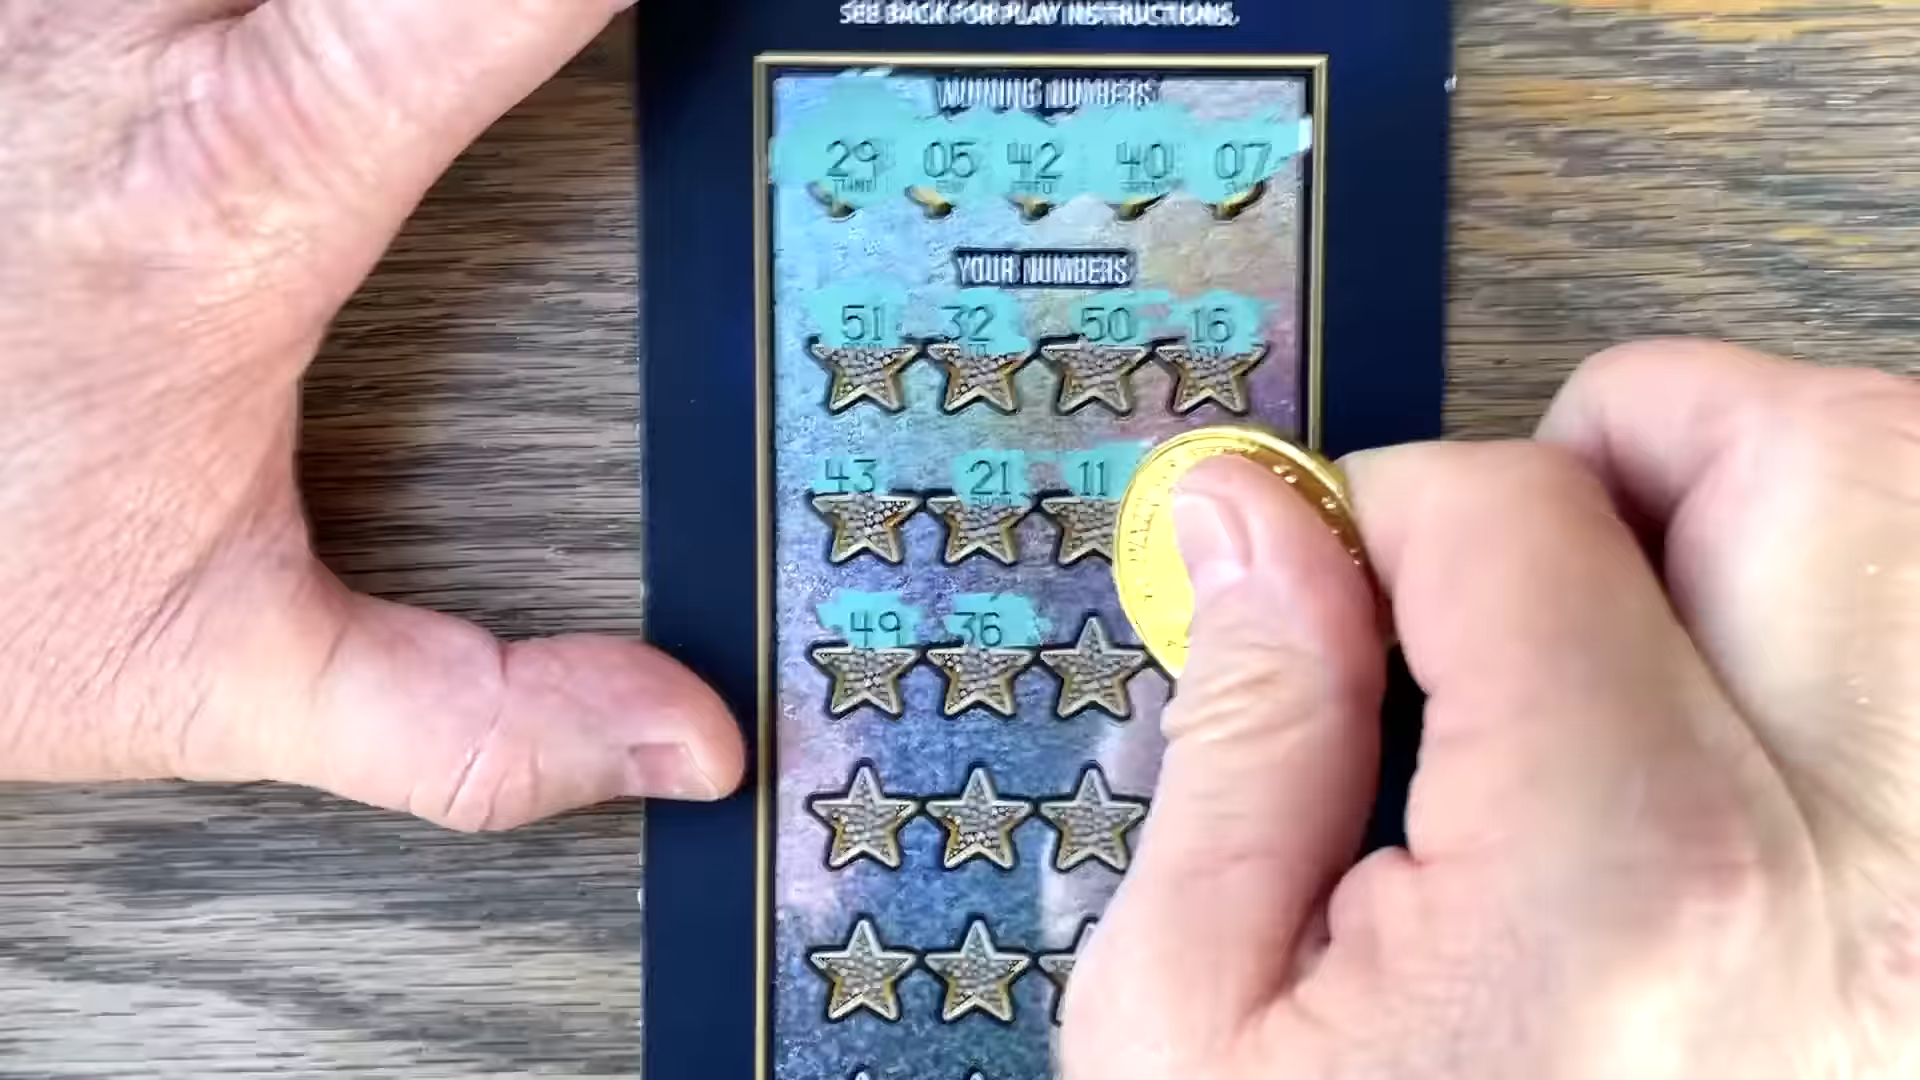 SEE BACK FOR PLAY INSTRUCTIONS.
WINNING NUMBERS
29 05 42 40 07
YOUR NUMBERS
51 32 50 16
43 21 11
49 36